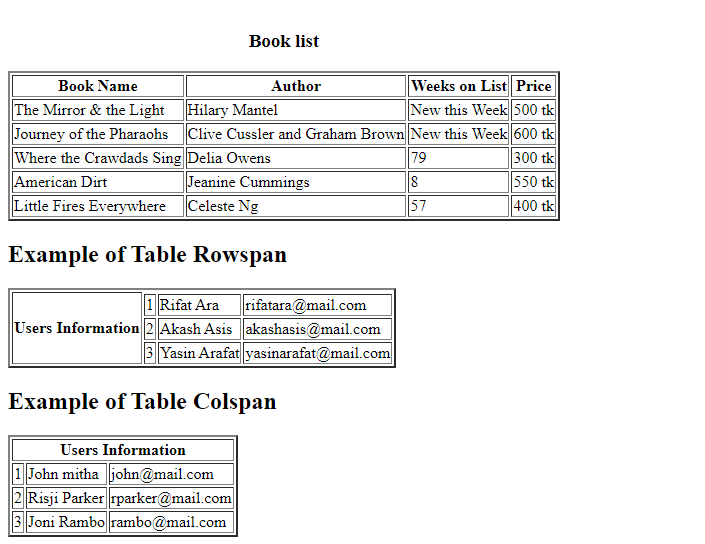 Book list
Book Name Author Weeks on List Price
The Mirror & the Light Hilary Mantel New this Week 500 tk
Journey of the Pharaohs Clive Cussler and Graham Brown New this Week 600 tk
Where the Crawdads Sing Delia Owens 79 300 tk
American Dirt Jeanine Cummings 8 550 tk
Little Fires Everywhere Celeste Ng 57 400 tk
Example of Table Rowspan
Users Information 1 Rifat Ara rifatara@mail.com
2 Akash Asis akashasis@mail.com
3 Yasin Arafat yasinarafat@mail.com
Example of Table Colspan
Users Information
1 John mitha john@mail.com
2 Risji Parker rparker@mail.com
3 Joni Rambo rambo@mail.com